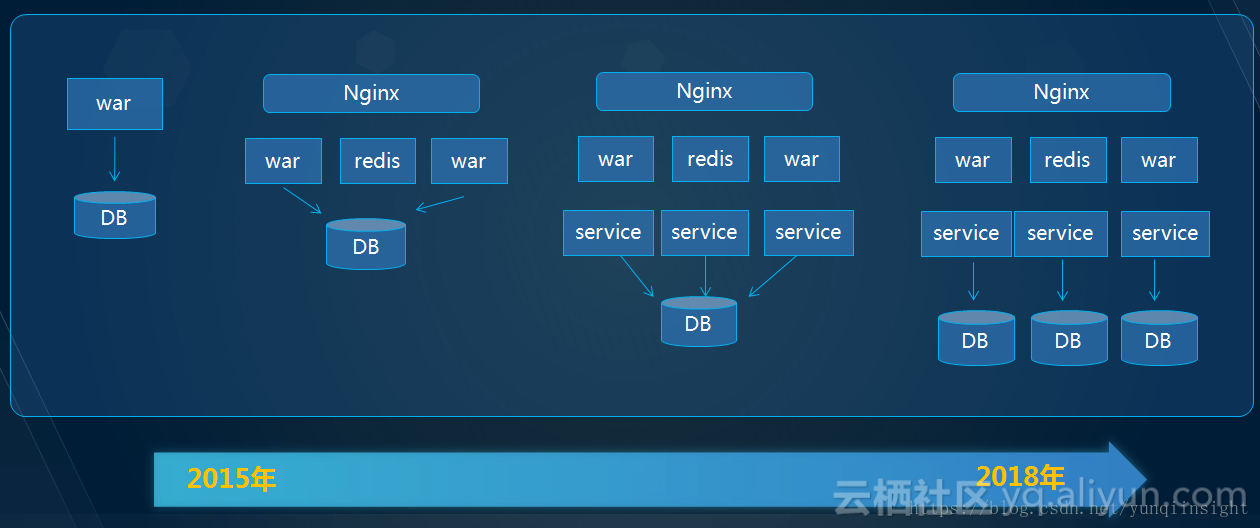 war
DB
Nginx
war redis war
DB
Nginx
war redis war
service service service
DB
Nginx
war redis war
service service service
DB DB DB
2015年
2018年
云栖社区 yq.aliyun.com
https://blog.csdn.net/yunqiinsight